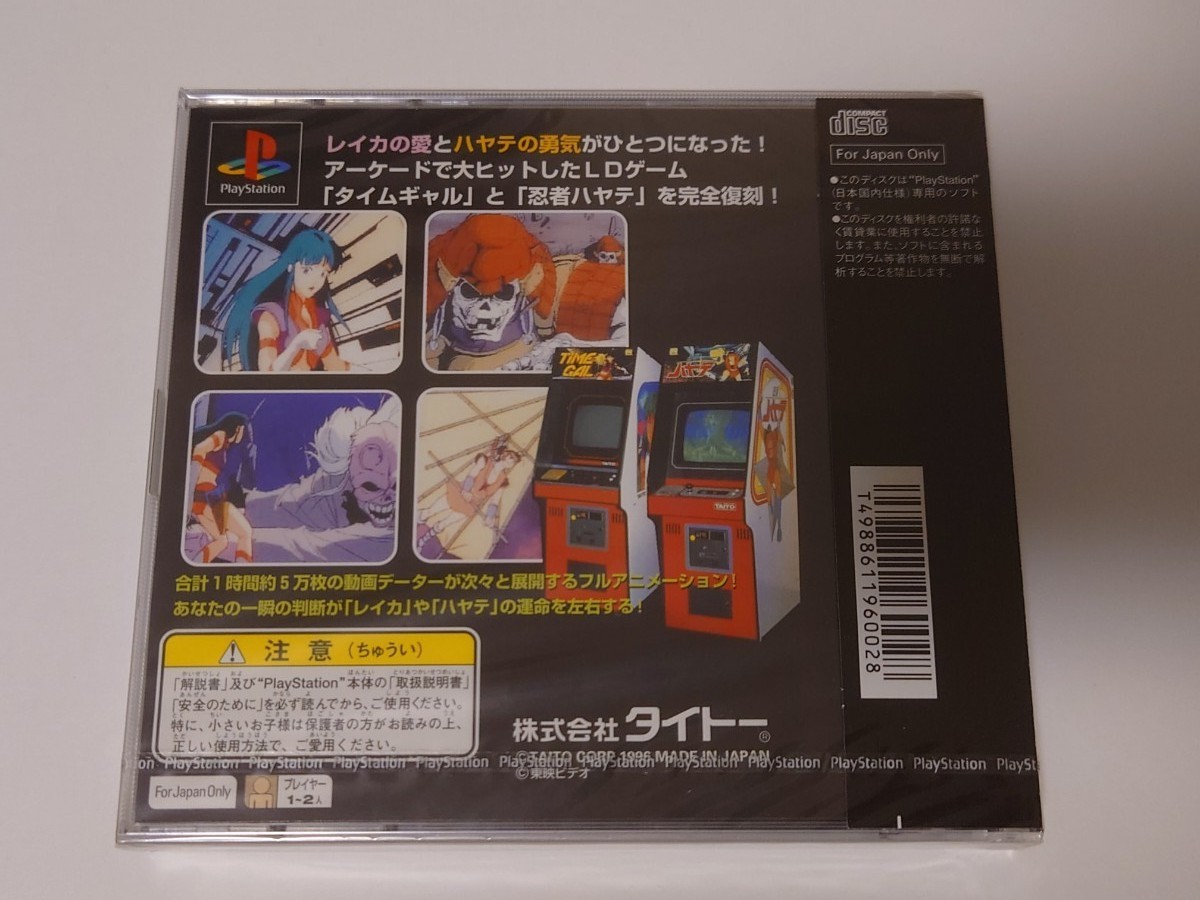 レイカの愛とハヤテの勇気がひとつになった！
アーケードで大ヒットしたLDゲーム
「タイムギャル」と「忍者ハヤテ」を完全復刻！
PlayStation
TIME GAL
ハヤテ
TAITO
合計1時間約5万枚の動画データーが次々と展開するフルアニメーション！
あなたの一瞬の判断が「レイカ」や「ハヤテ」の運命を左右する！
注意(ちゅうい)
「解説書」及び“PlayStation”本体の「取扱説明書」
「安全のために」を必ず読んでから、ご使用ください。
特に、小さいお子様は保護者の方がお読みの上、
正しい使用方法で、ご愛用ください。
株式会社 タイトー®
©TAITO CORP. 1996 MADE IN JAPAN
©東映ビデオ
PlayStation PlayStation PlayStation PlayStation PlayStation PlayStation PlayStation PlayStation PlayStation PlayStation
For Japan Only
プレイヤー
1~2人
COMPACT
disc
For Japan Only
●このディスクは“PlayStation”
(日本国内仕様)専用のソフト
です。
●このディスクを権利者の許諾な
く賃貸業に使用することを禁止
します。また、ソフトに含まれる
プログラム等著作物を無断で解
析することを禁止します。
T4988611960028